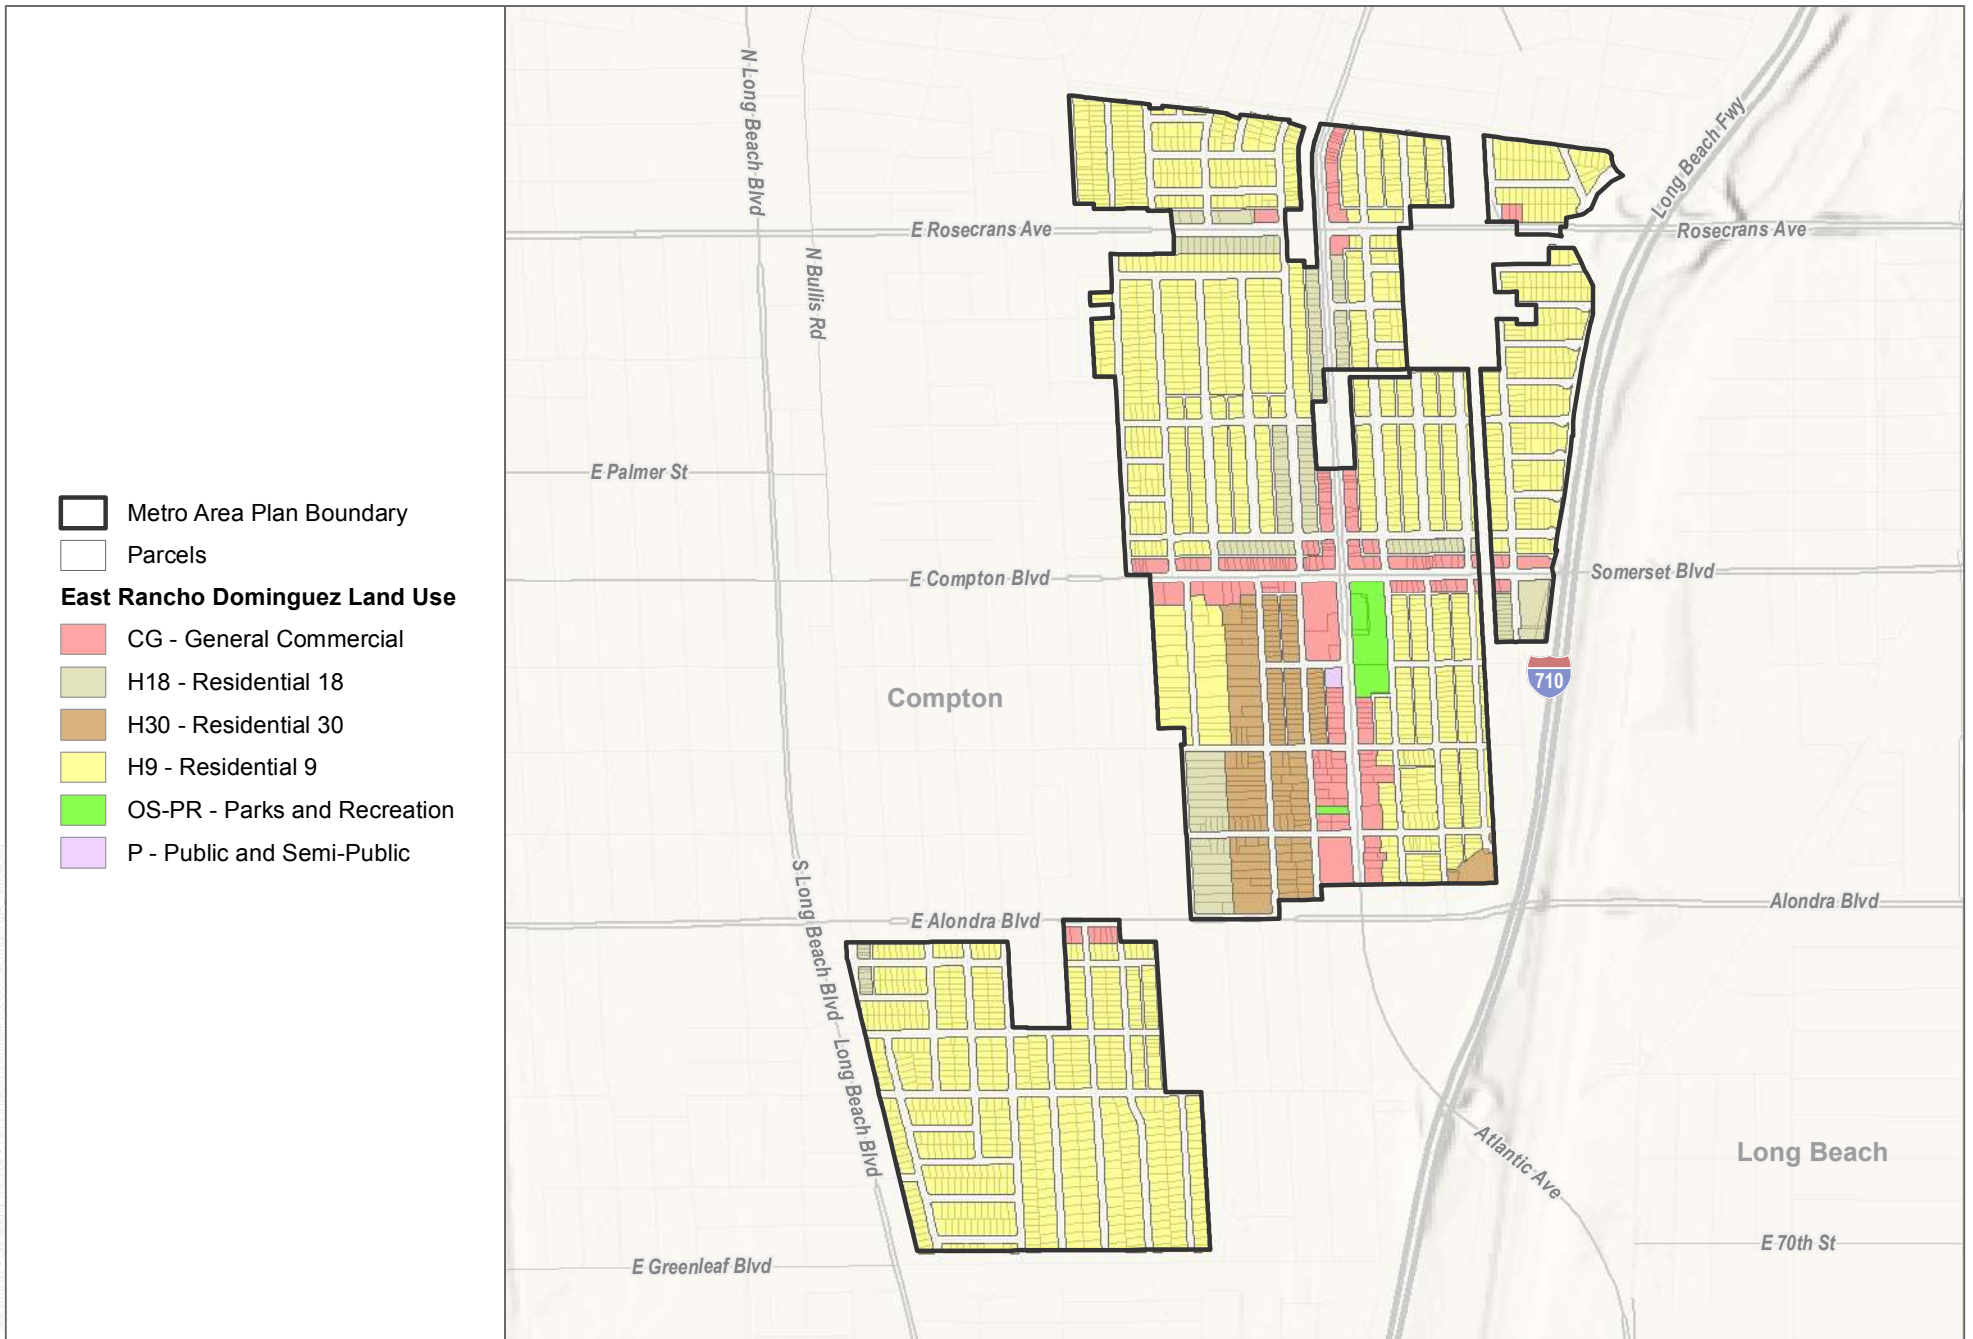 Metro Area Plan Boundary
Parcels
East Rancho Dominguez Land Use
CG - General Commercial
H18 - Residential 18
H30 - Residential 30
H9 - Residential 9
OS-PR - Parks and Recreation
P - Public and Semi-Public
N Long Beach Blvd
N Bullis Rd
Long Beach Fwy
E Rosecrans Ave
Rosecrans Ave
E Palmer St
E Compton Blvd
Somerset Blvd
Compton
710
S Long Beach Blvd
E Alondra Blvd
Alondra Blvd
Long Beach Blvd
Atlantic Ave
Long Beach
E 70th St
E Greenleaf Blvd